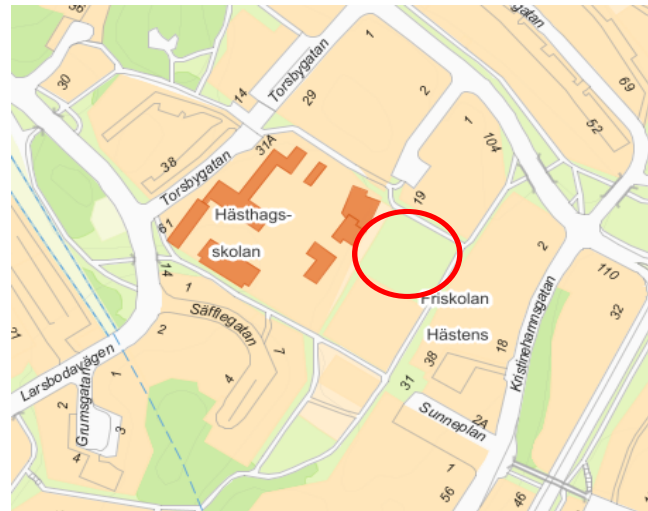 gatan
30
14
Torsbygatan
1
29
2
1
104
69
52
38
Torsbygatan
31A
61
Hästhags-
skolan
19
2
110
32
14
1
Säfflegatan
2
7
4
Friskolan
Hästens
Kristinehamnsgatan
18
38
31
Larsbodavägen
Grumsgatan
1
2
3
4
Sunneplan
2A
1
56
46